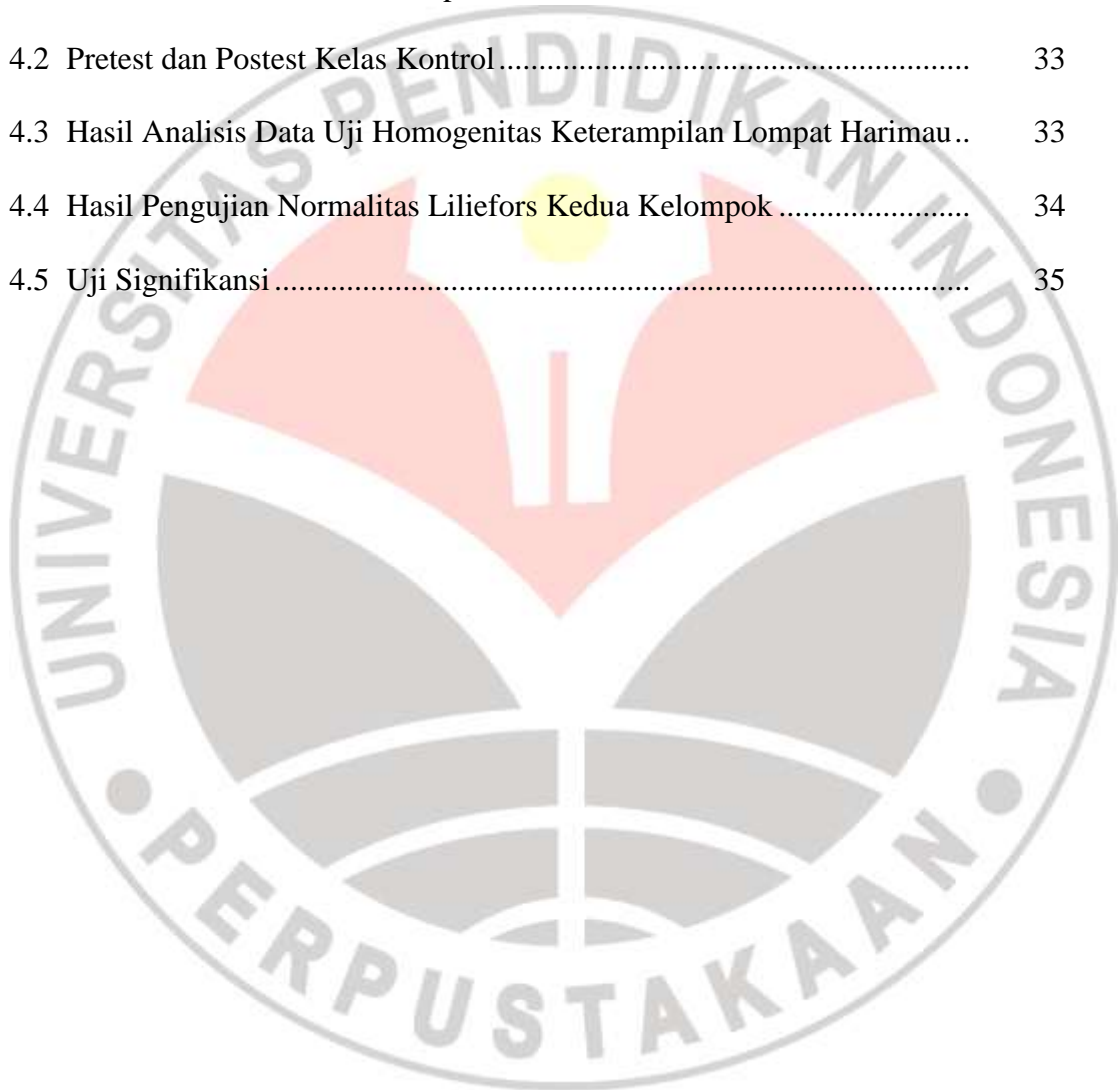 4.2 Pretest dan Postest Kelas Kontrol............................................................ 33
4.3 Hasil Analisis Data Uji Homogenitas Keterampilan Lompat Harimau.. 33
4.4 Hasil Pengujian Normalitas Liliefors Kedua Kelompok ........................ 34
4.5 Uji Signifikansi........................................................................................ 35
UNIVERSITAS PENDIDIKAN INDONESIA
PERPUSTAKAAN